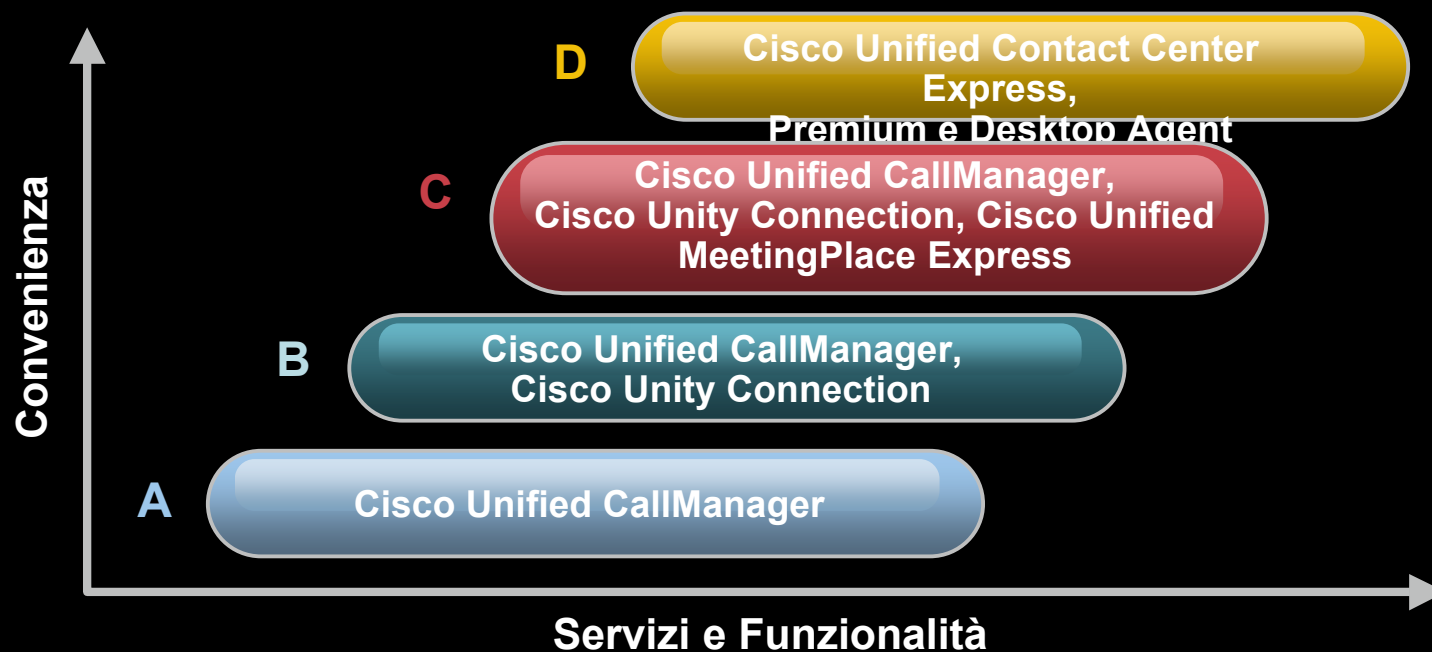 D
Cisco Unified Contact Center
Express,
Premium e Desktop Agent
C
Cisco Unified CallManager,
Cisco Unity Connection, Cisco Unified
MeetingPlace Express
B
Cisco Unified CallManager,
Cisco Unity Connection
A
Cisco Unified CallManager
Convenienza
Servizi e Funzionalità